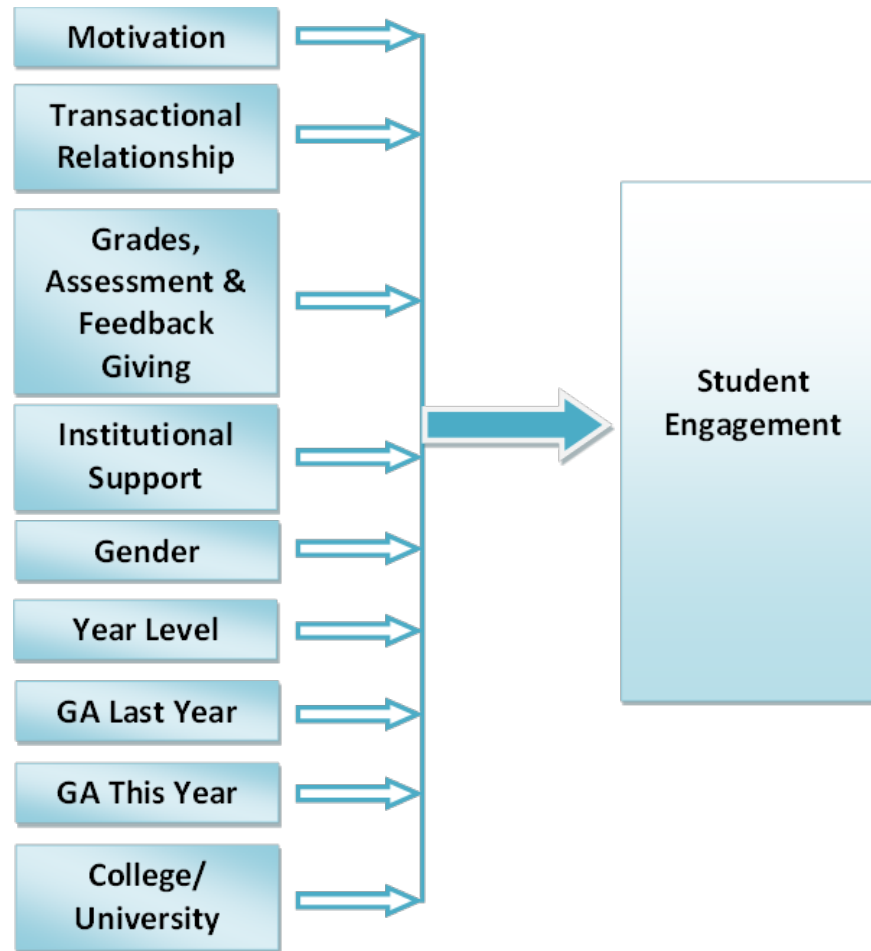 Motivation
Transactional
Relationship
Grades,
Assessment &
Feedback
Giving
Institutional
Support
Gender
Year Level
GA Last Year
GA This Year
College/
University
Student
Engagement